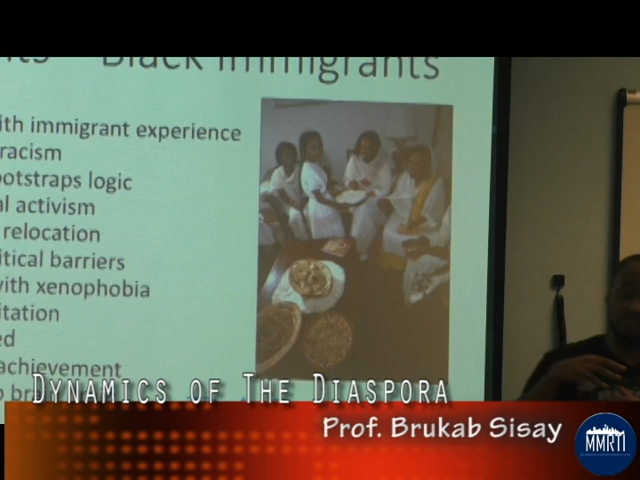 Black Immigrants
ith immigrant experience
racism
ootstraps logic
al activism
relocation
itical barriers
with xenophobia
itation
ed
achievement
DYNAMICS OF THE DIASPORA
Prof. Brukab Sisay
MMRTI